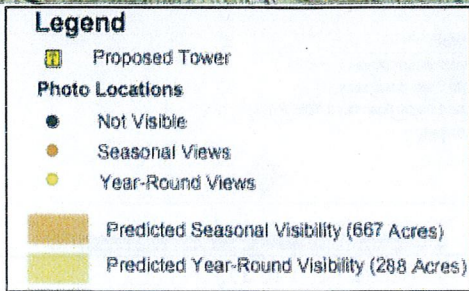 Legend
Proposed Tower
Photo Locations
Not Visible
Seasonal Views
Year-Round Views
Predicted Seasonal Visibility (667 Acres)
Predicted Year-Round Visibility (288 Acres)